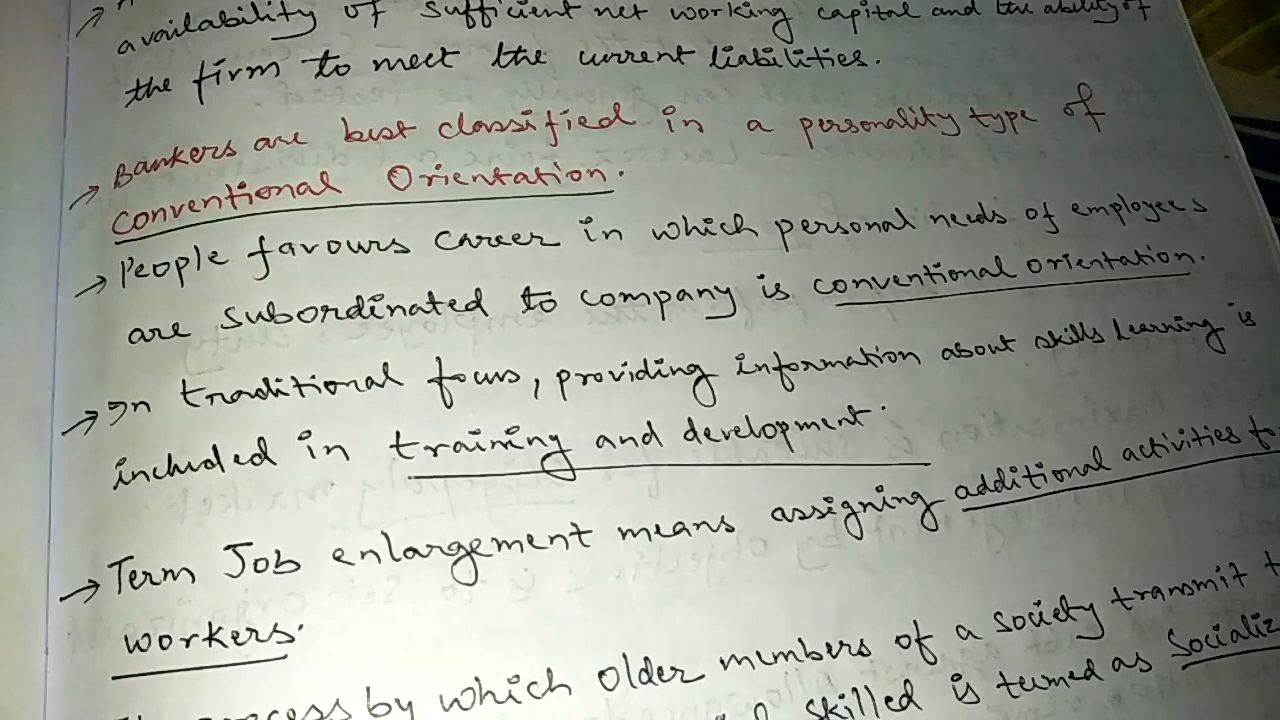 availability of sufficient net working capital and the ability of
the firm to meet the current liabilities.
→ Bankers are best classified in a personality type of
conventional Orientation.
→ People favours career in which personal needs of employees
are subordinated to company is conventional orientation.
→ In traditional focus, providing information about skills learning is
included in training and development.
→ Term Job enlargement means assigning additional activities to
workers.
by which older members of a society transmit
skilled is termed as Socializ